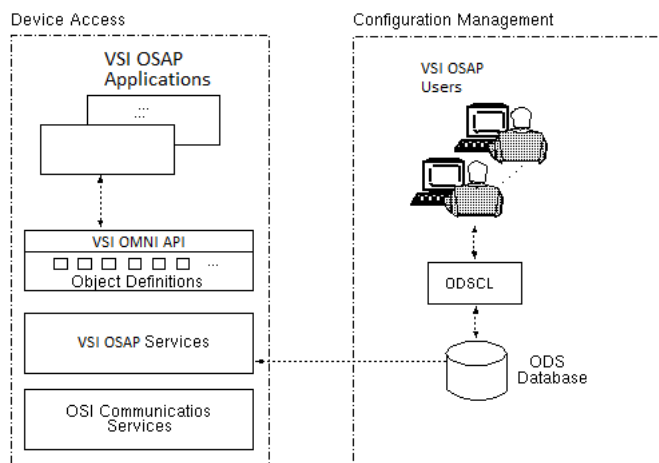 Device Access
VSI OSAP
Applications
VSI OMNI API
Object Definitions
VSI OSAP Services
OSI Communicatios
Services
Configuration Management
VSI OSAP
Users
ODSCL
ODS
Database